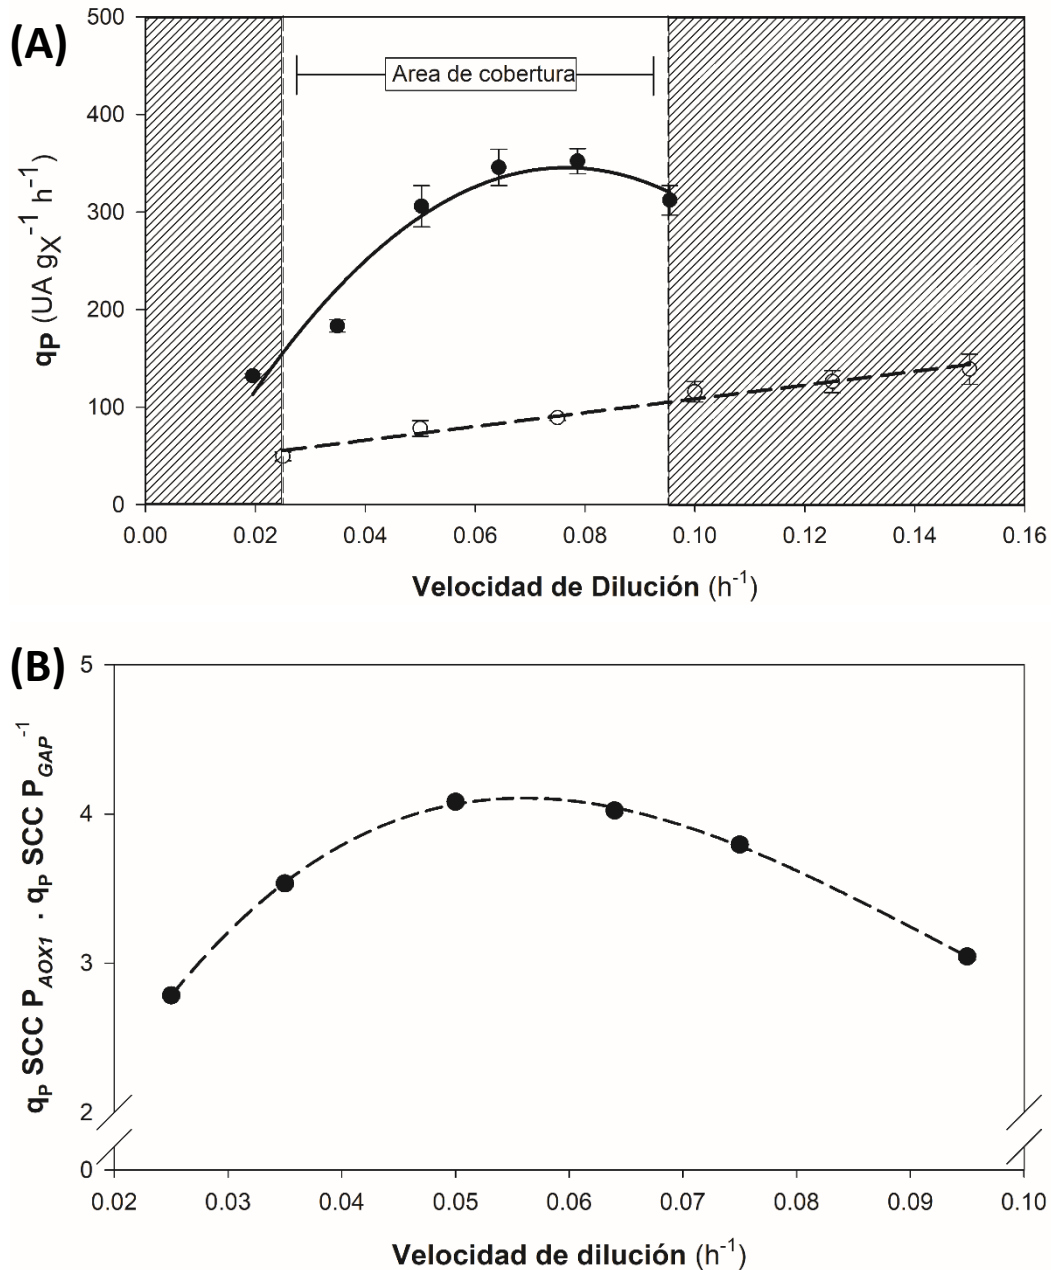 (A)
500
Area de cobertura
400
300
200
100
0
qP (UA gX-1 h-1)
0.00 0.02 0.04 0.06 0.08 0.10 0.12 0.14 0.16
Velocidad de Dilución (h-1)
(B)
5
4
3
2
0
qP SCC PAOX1 . qP SCC PGAP-1
0.02 0.03 0.04 0.05 0.06 0.07 0.08 0.09 0.10
Velocidad de dilución (h-1)